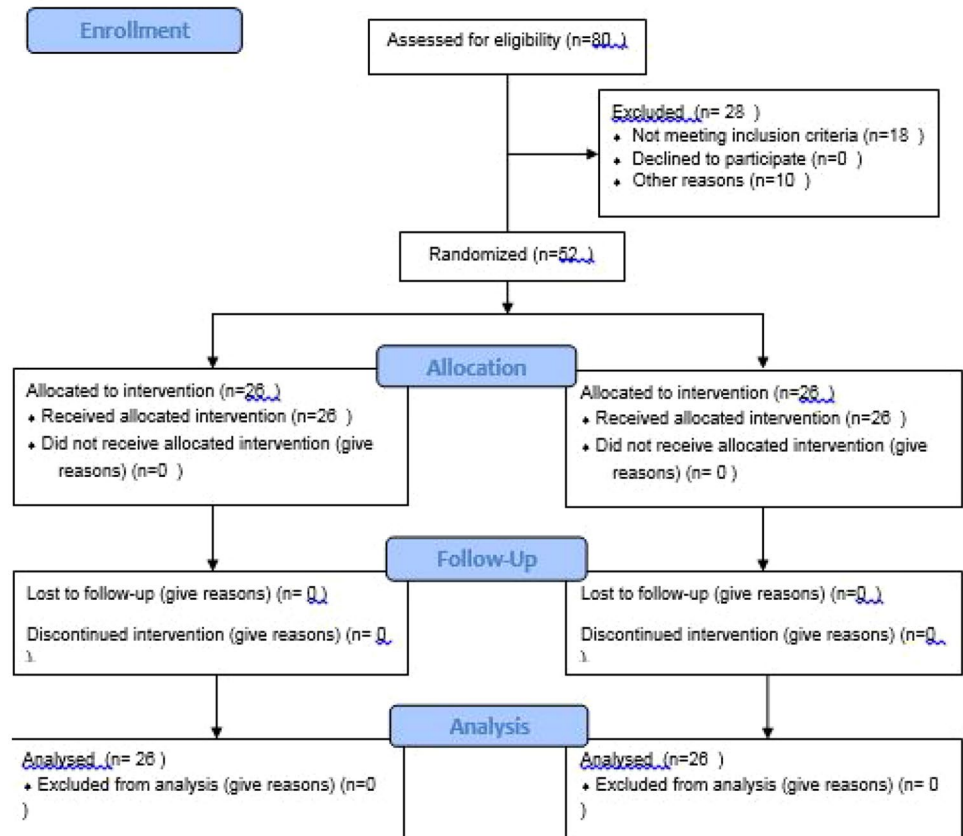 Enrollment
Assessed for eligibility (n=80 )
Excluded (n= 28 )
♦ Not meeting inclusion criteria (n=18 )
♦ Declined to participate (n=0 )
♦ Other reasons (n=10 )
Randomized (n=52 )
Allocation
Allocated to intervention (n=26 )
♦ Received allocated intervention (n=26 )
♦ Did not receive allocated intervention (give
reasons) (n=0 )
Allocated to intervention (n=26 )
♦ Received allocated intervention (n=26 )
♦ Did not receive allocated intervention (give
reasons) (n= 0 )
Follow-Up
Lost to follow-up (give reasons) (n= 0 )
Discontinued intervention (give reasons) (n= 0
)
Lost to follow-up (give reasons) (n=0 )
Discontinued intervention (give reasons) (n=0
)
Analysis
Analysed (n= 26 )
♦ Excluded from analysis (give reasons) (n=0
)
Analysed (n=26 )
♦ Excluded from analysis (give reasons) (n= 0
)